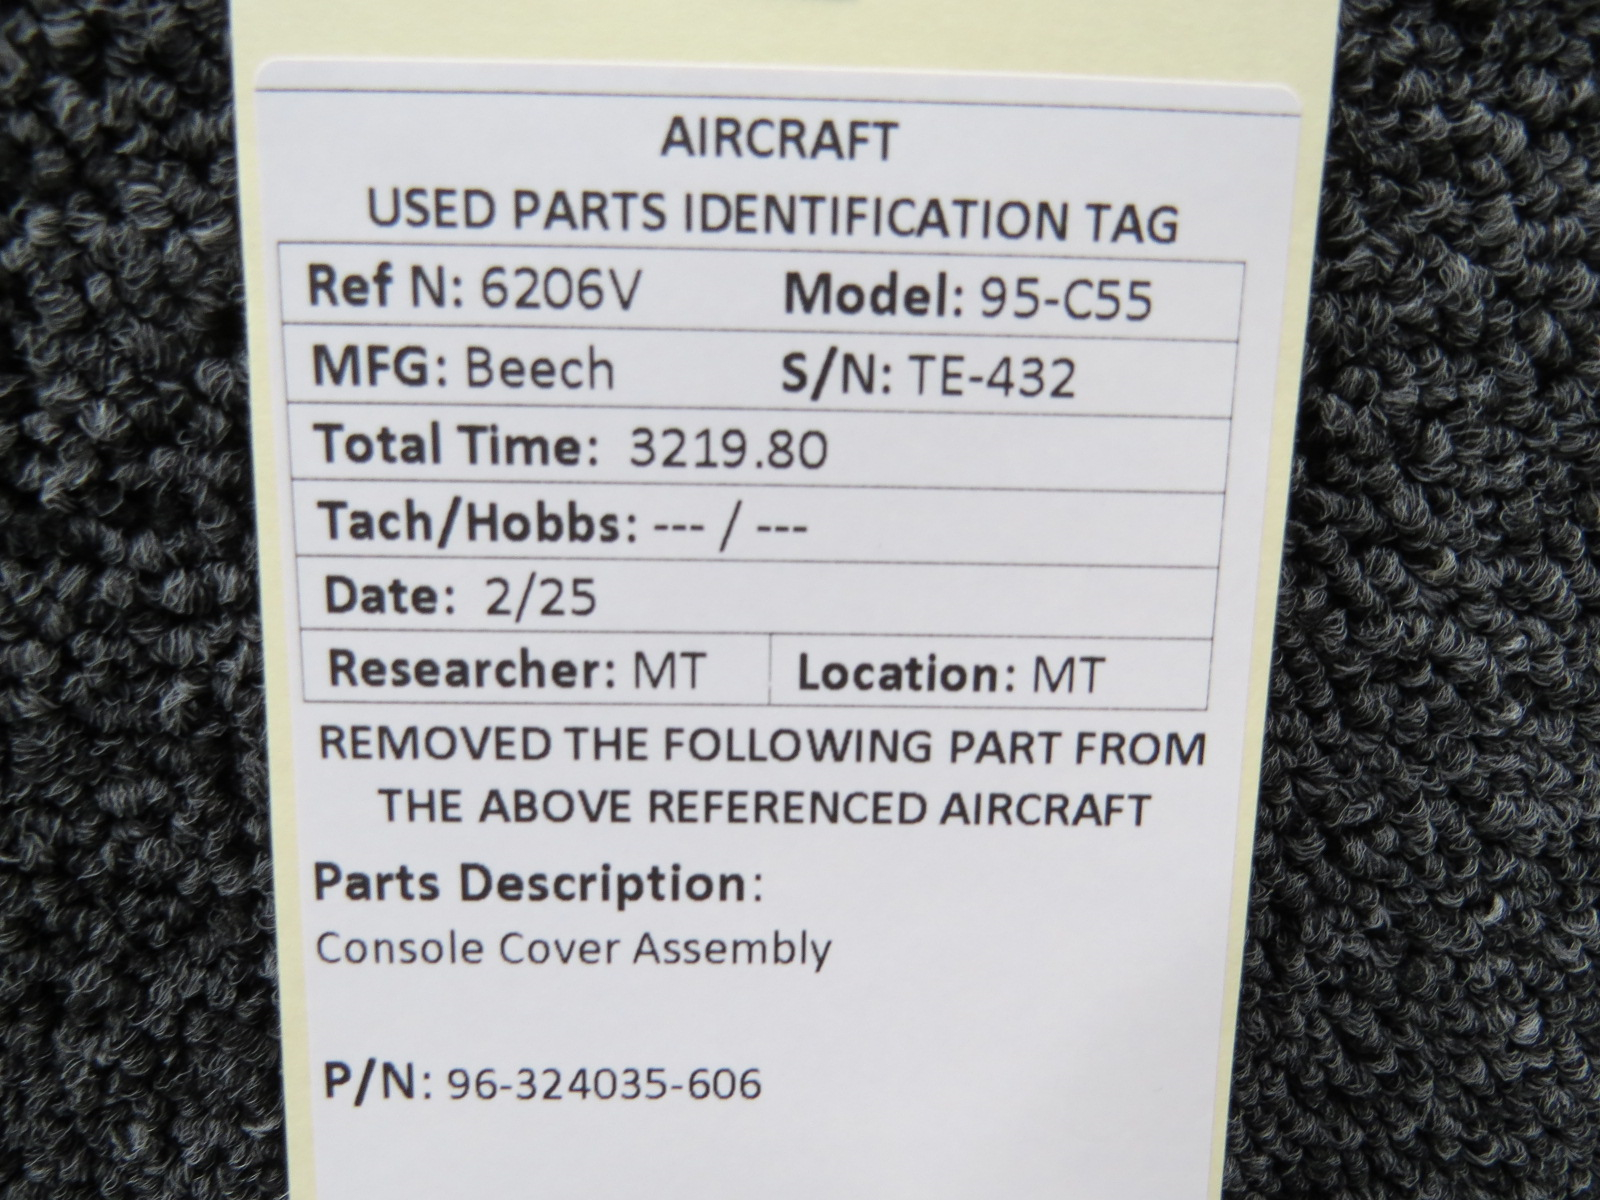 AIRCRAFT
USED PARTS IDENTIFICATION TAG
Ref N: 6206V Model: 95-C55
MFG: Beech S/N: TE-432
Total Time: 3219.80
Tach/Hobbs: --- / ---
Date: 2/25
Researcher: MT Location: MT
REMOVED THE FOLLOWING PART FROM
THE ABOVE REFERENCED AIRCRAFT
Parts Description:
Console Cover Assembly
P/N: 96-324035-606